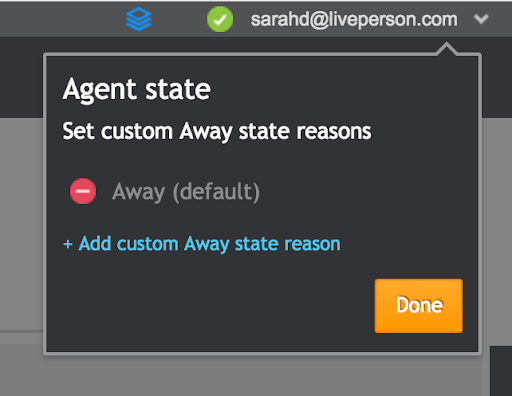 sarahd@liveperson.com
Agent state
Set custom Away state reasons
Away (default)
+ Add custom Away state reason
Done